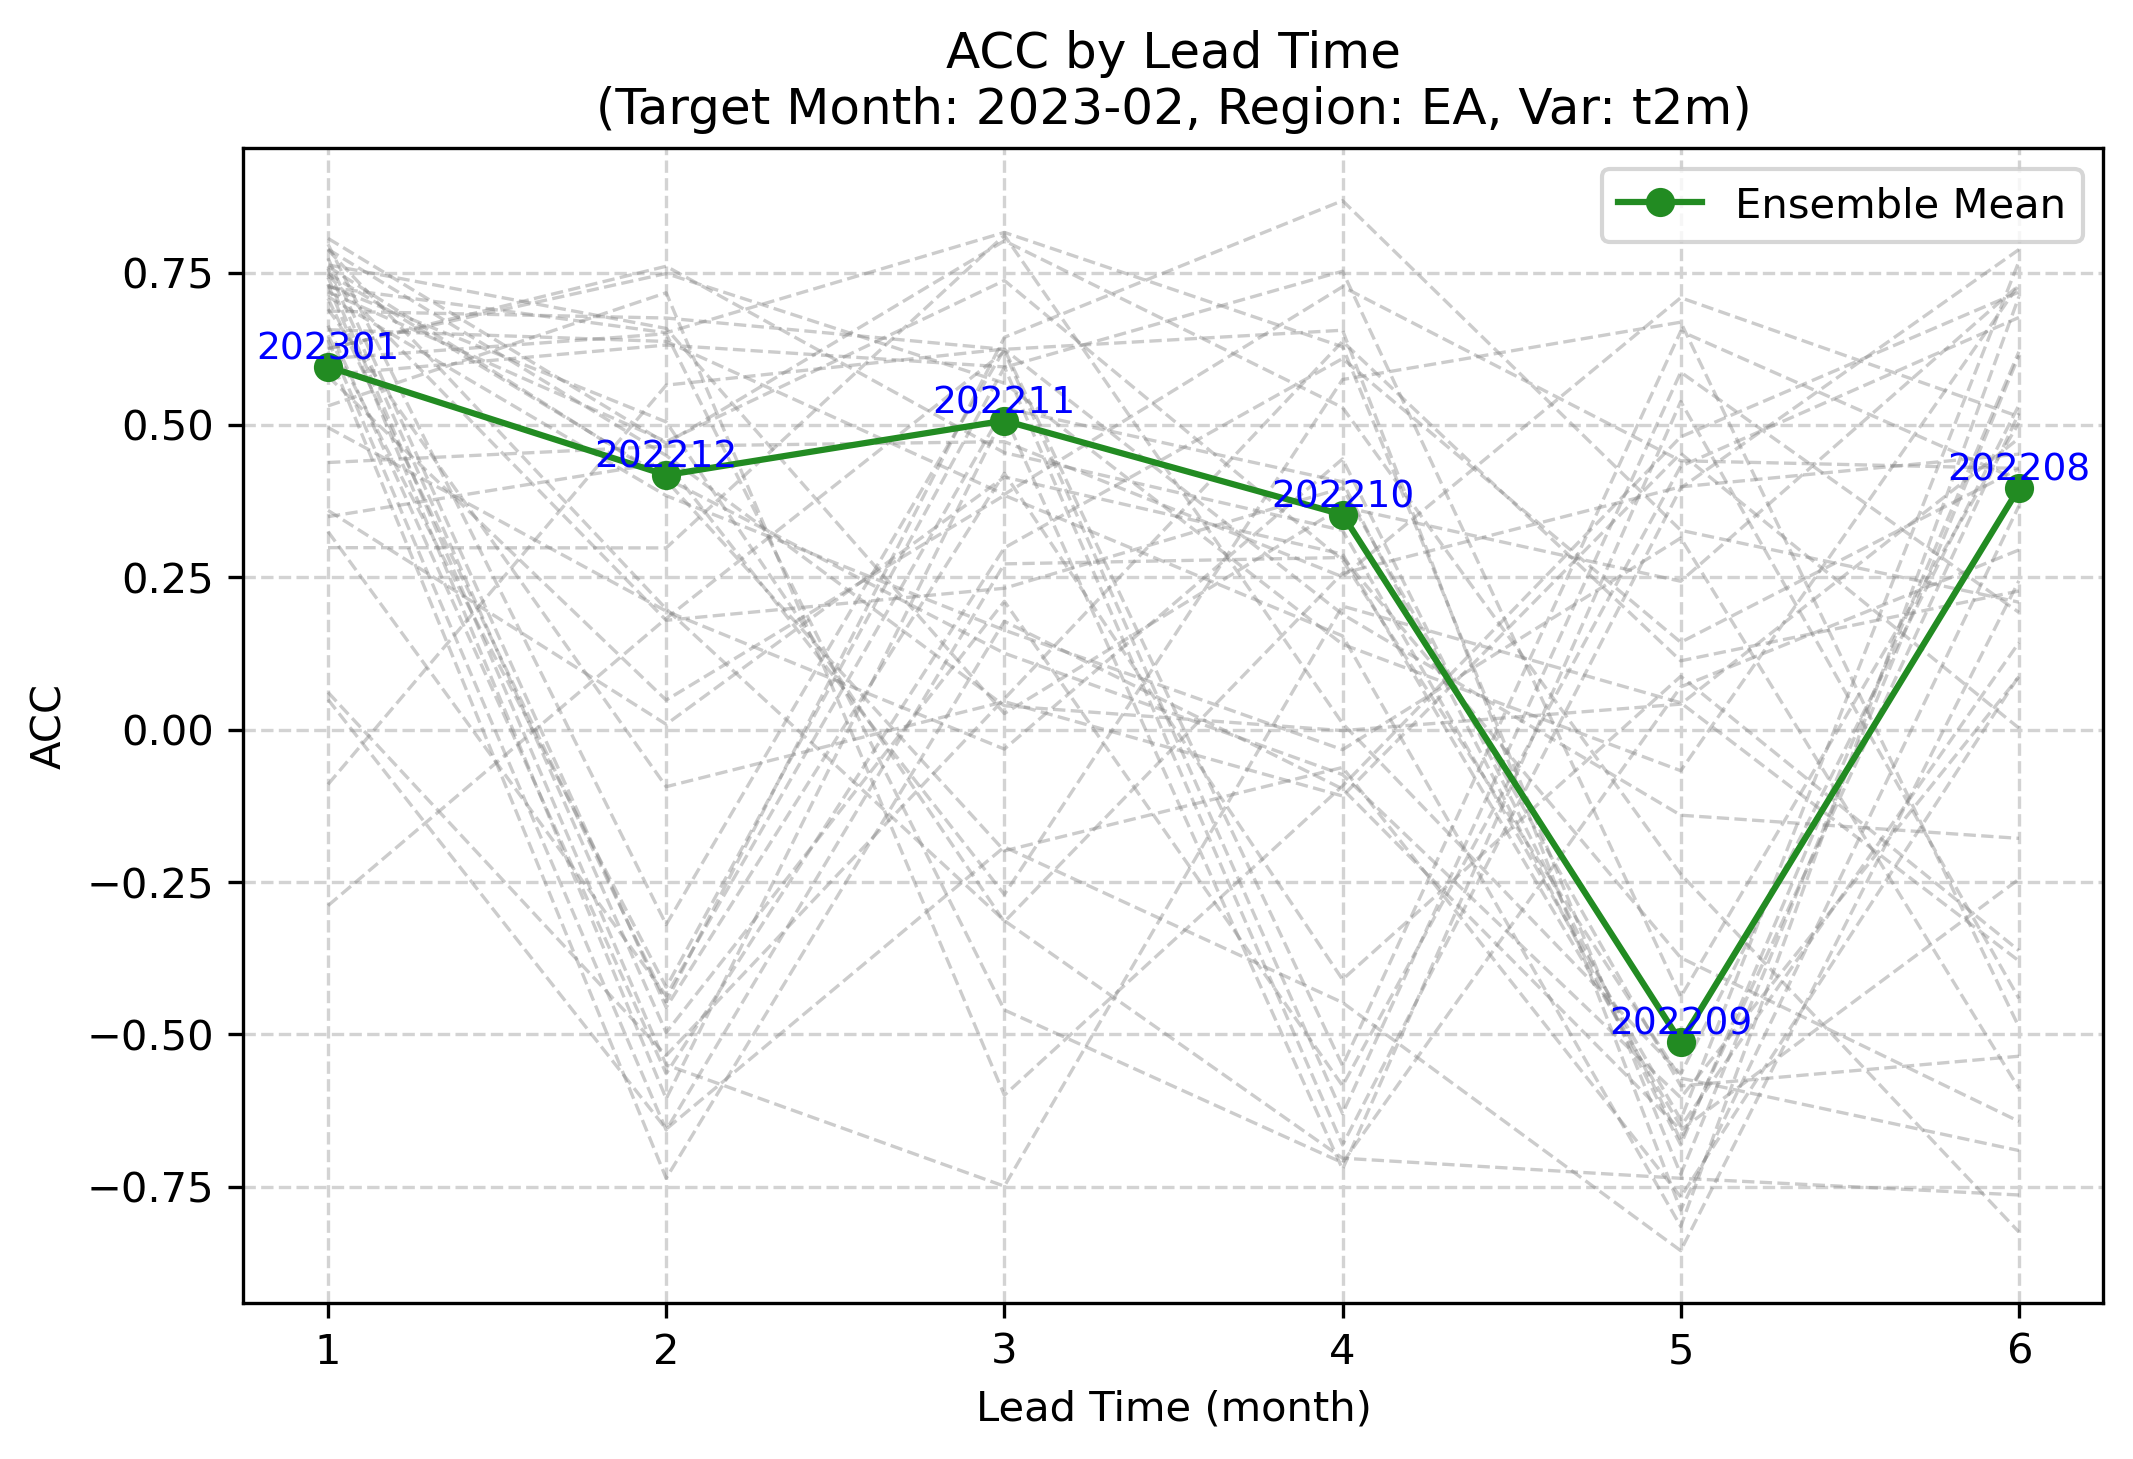 ACC by Lead Time
(Target Month: 2023-02, Region: EA, Var: t2m)
Ensemble Mean
ACC
0.75
0.50
0.25
0.00
−0.25
−0.50
−0.75
202301
202212
202211
202210
202209
202208
1 2 3 4 5 6
Lead Time (month)